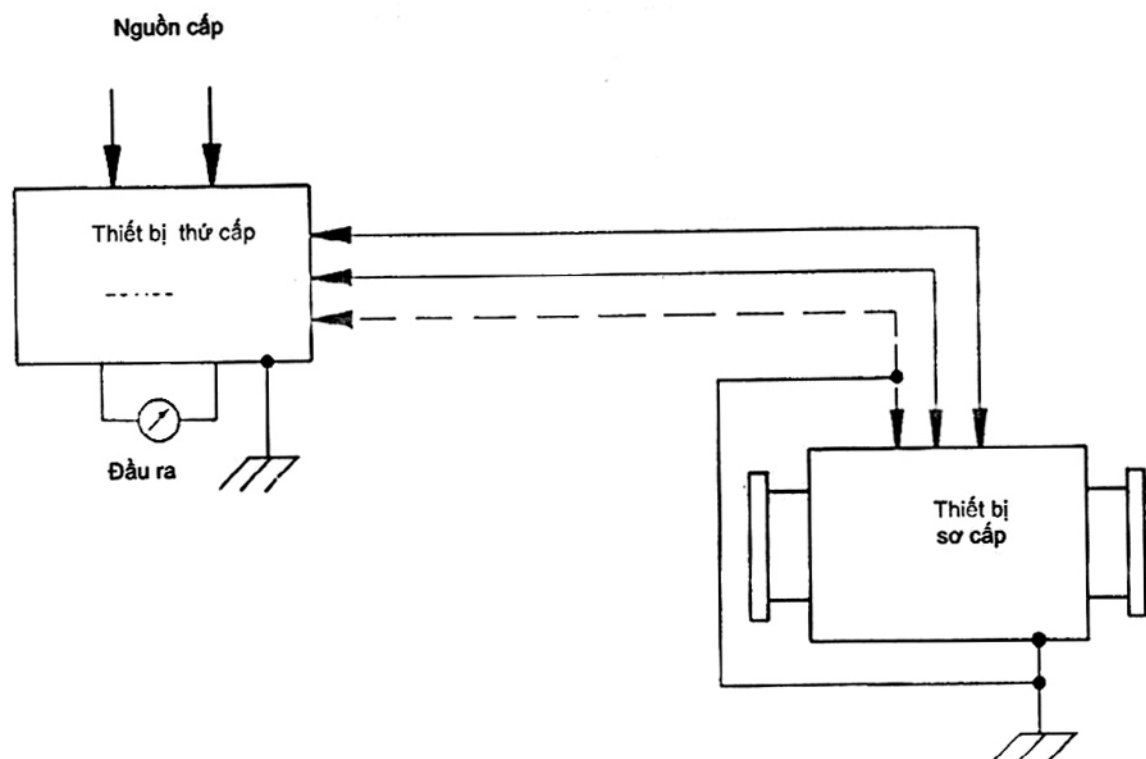 Nguồn cấp
Thiết bị thứ cấp
Đầu ra
Thiết bị
sơ cấp